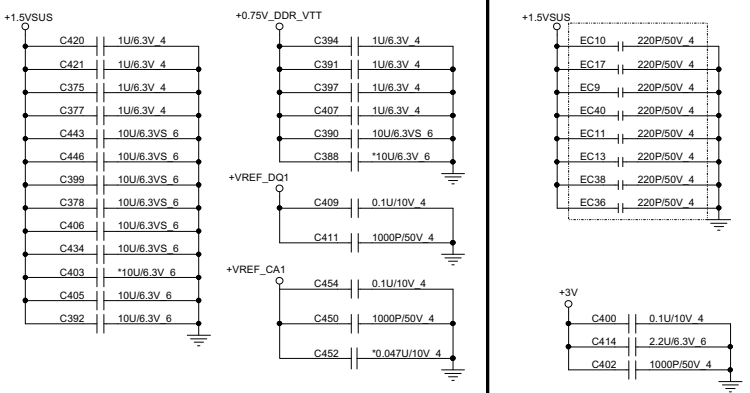 +1.5VSUS
C420 1U/6.3V_4
C421 1U/6.3V_4
C375 1U/6.3V_4
C377 1U/6.3V_4
C443 10U/6.3VS_6
C446 10U/6.3VS_6
C399 10U/6.3VS_6
C378 10U/6.3VS_6
C406 10U/6.3VS_6
C434 10U/6.3VS_6
C403 *10U/6.3V_6
C405 10U/6.3V_6
C392 10U/6.3V_6
+0.75V_DDR_VTT
C394 1U/6.3V_4
C391 1U/6.3V_4
C397 1U/6.3V_4
C407 1U/6.3V_4
C390 10U/6.3VS_6
C388 *10U/6.3V_6
+VREF_DQ1
C409 0.1U/10V_4
C411 1000P/50V_4
+VREF_CA1
C454 0.1U/10V_4
C450 1000P/50V_4
C452 *0.047U/10V_4
+1.5VSUS
EC10 220P/50V_4
EC17 220P/50V_4
EC9 220P/50V_4
EC40 220P/50V_4
EC11 220P/50V_4
EC13 220P/50V_4
EC38 220P/50V_4
EC36 220P/50V_4
+3V
C400 0.1U/10V_4
C414 2.2U/6.3V_6
C402 1000P/50V_4